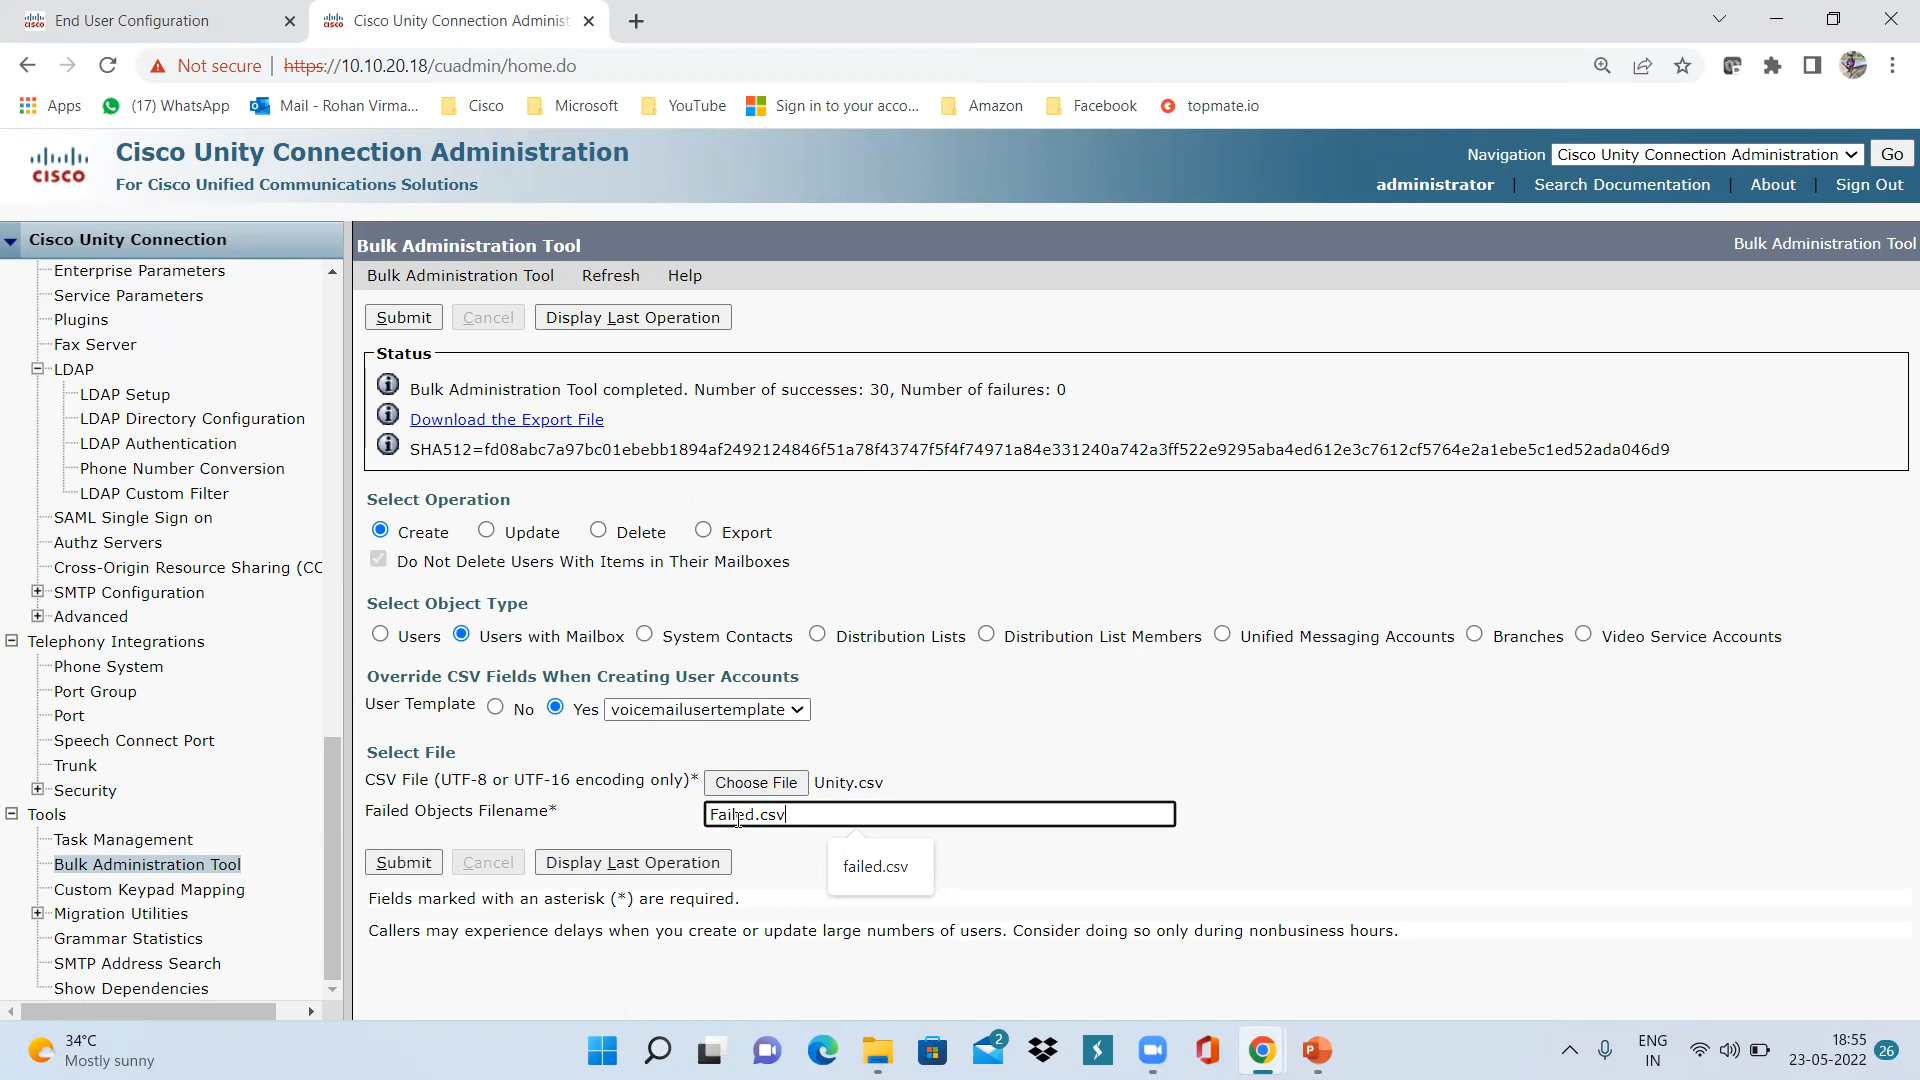 End User Configuration
Cisco Unity Connection Administ
Not secure
https://10.10.20.18/cuadmin/home.do
Apps
(17) WhatsApp
Mail - Rohan Virma...
Cisco
Microsoft
YouTube
Sign in to your acco...
Amazon
Facebook
topmate.io
CISCO
Cisco Unity Connection Administration
For Cisco Unified Communications Solutions
Navigation Cisco Unity Connection Administration Go
administrator | Search Documentation | About | Sign Out
Cisco Unity Connection
Enterprise Parameters
Service Parameters
Plugins
Fax Server
LDAP
LDAP Setup
LDAP Directory Configuration
LDAP Authentication
Phone Number Conversion
LDAP Custom Filter
SAML Single Sign on
Authz Servers
Cross-Origin Resource Sharing (CC
SMTP Configuration
Advanced
Telephony Integrations
Phone System
Port Group
Port
Speech Connect Port
Trunk
Security
Tools
Task Management
Bulk Administration Tool
Custom Keypad Mapping
Migration Utilities
Grammar Statistics
SMTP Address Search
Show Dependencies
Bulk Administration Tool
Bulk Administration Tool
Bulk Administration Tool Refresh Help
Submit Cancel Display Last Operation
Status
Bulk Administration Tool completed. Number of successes: 30, Number of failures: 0
Download the Export File
SHA512=fd08abc7a97bc01ebebb1894af2492124846f51a78f43747f5f4f74971a84e331240a742a3ff522e9295aba4ed612e3c7612cf5764e2a1ebe5c1ed52ada046d9
Select Operation
Create Update Delete Export
Do Not Delete Users With Items in Their Mailboxes
Select Object Type
Users Users with Mailbox System Contacts Distribution Lists Distribution List Members Unified Messaging Accounts Branches Video Service Accounts
Override CSV Fields When Creating User Accounts
User Template No Yes voicemailusertemplate
Select File
CSV File (UTF-8 or UTF-16 encoding only)* Choose File Unity.csv
Failed Objects Filename* Failed.csv
failed.csv
Submit Cancel Display Last Operation
Fields marked with an asterisk (*) are required.
Callers may experience delays when you create or update large numbers of users. Consider doing so only during nonbusiness hours.
34°C
Mostly sunny
2
ENG
IN
18:55
23-05-2022
26